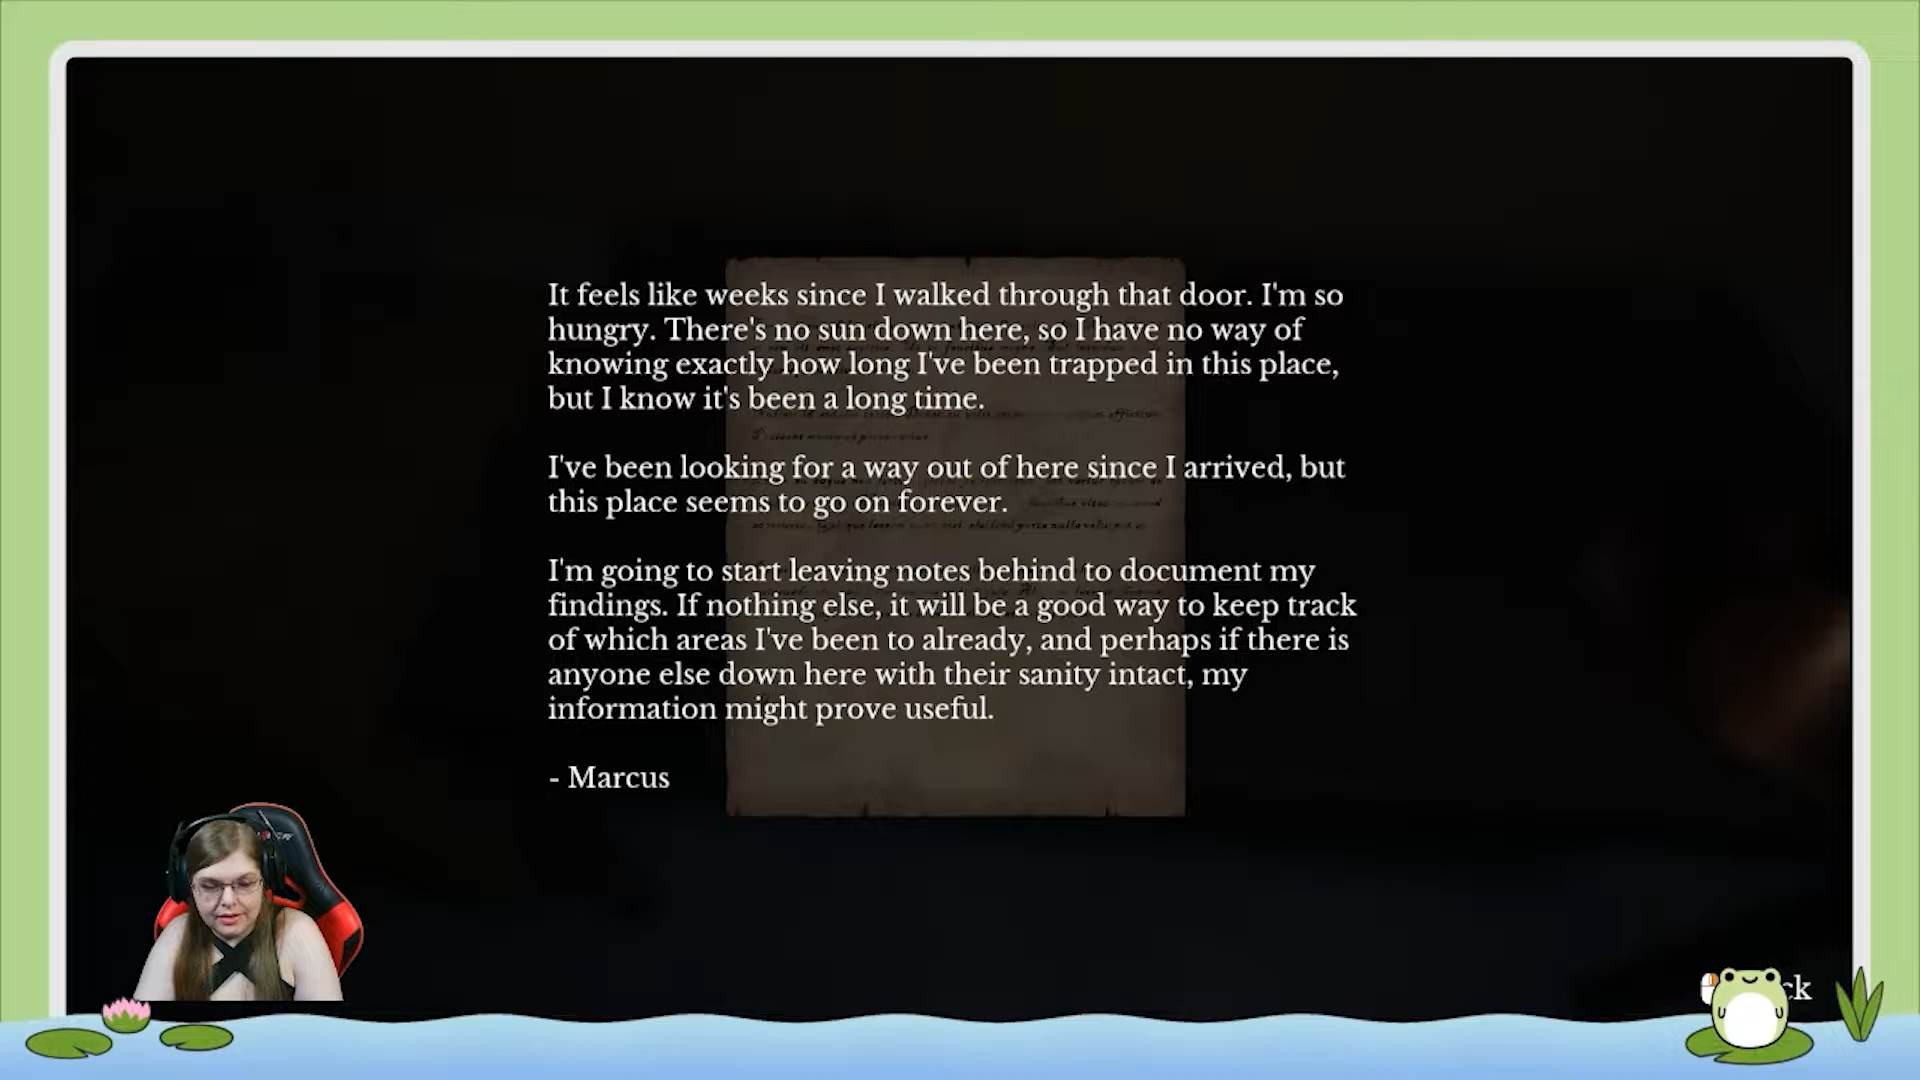 It feels like weeks since I walked through that door. I'm so
hungry. There's no sun down here, so I have no way of
knowing exactly how long I've been trapped in this place,
but I know it's been a long time.
I've been looking for a way out of here since I arrived, but
this place seems to go on forever.
I'm going to start leaving notes behind to document my
findings. If nothing else, it will be a good way to keep track
of which areas I've been to already, and perhaps if there is
anyone else down here with their sanity intact, my
information might prove useful.
- Marcus